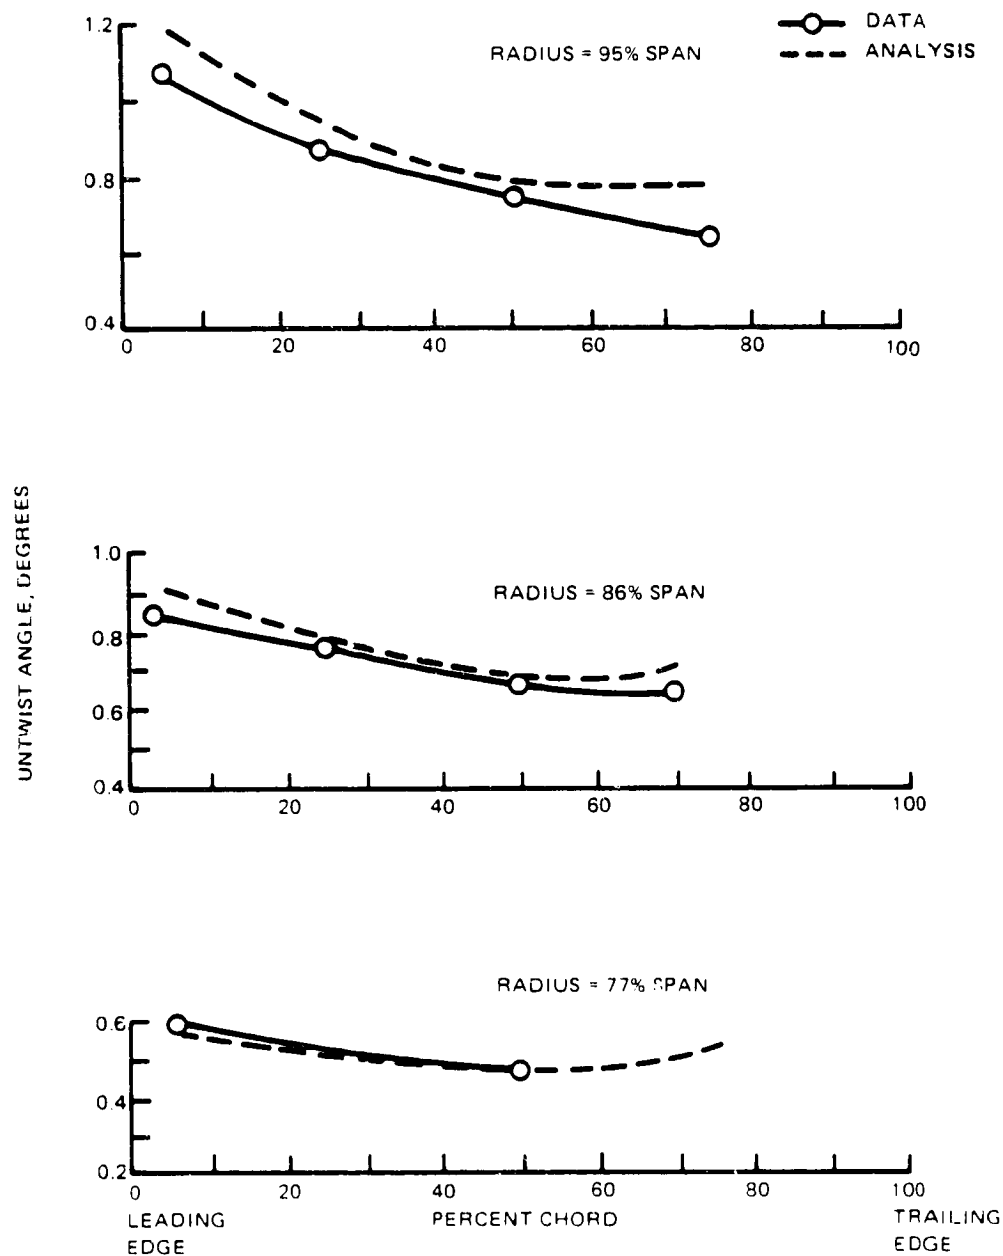 DATA
ANALYSIS
RADIUS = 95% SPAN
1.2
0.8
0.4
0 20 40 60 80 100
UNTWIST ANGLE, DEGREES
RADIUS = 86% SPAN
1.0
0.8
0.6
0.4
0 20 40 60 80 100
RADIUS = 77% SPAN
0.6
0.4
0.2
0 20 40 60 80 100
LEADING EDGE
PERCENT CHORD
TRAILING EDGE